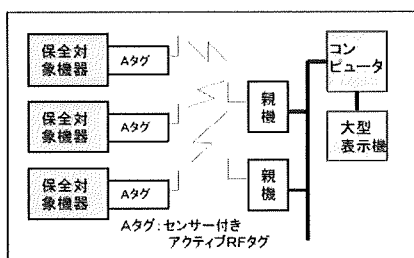 保全対
象機器
Aタグ
保全対
象機器
Aタグ
保全対
象機器
Aタグ
親
機
親
機
コン
ピュータ
大型
表示機
Aタグ:センサー付き
アクティブRFタグ